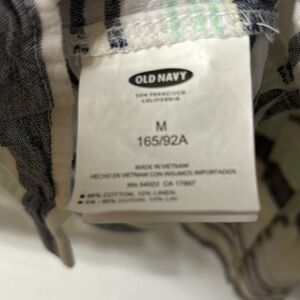 OLD NAVY
SAN FRANCISCO
CALIFORNIA
M
165/92A
MADE IN VIETNAM
HECHO EN VIETNAM CON INSUMOS IMPORTADOS
RN 54023 CA 17897
88% COTTON, 12% LINEN